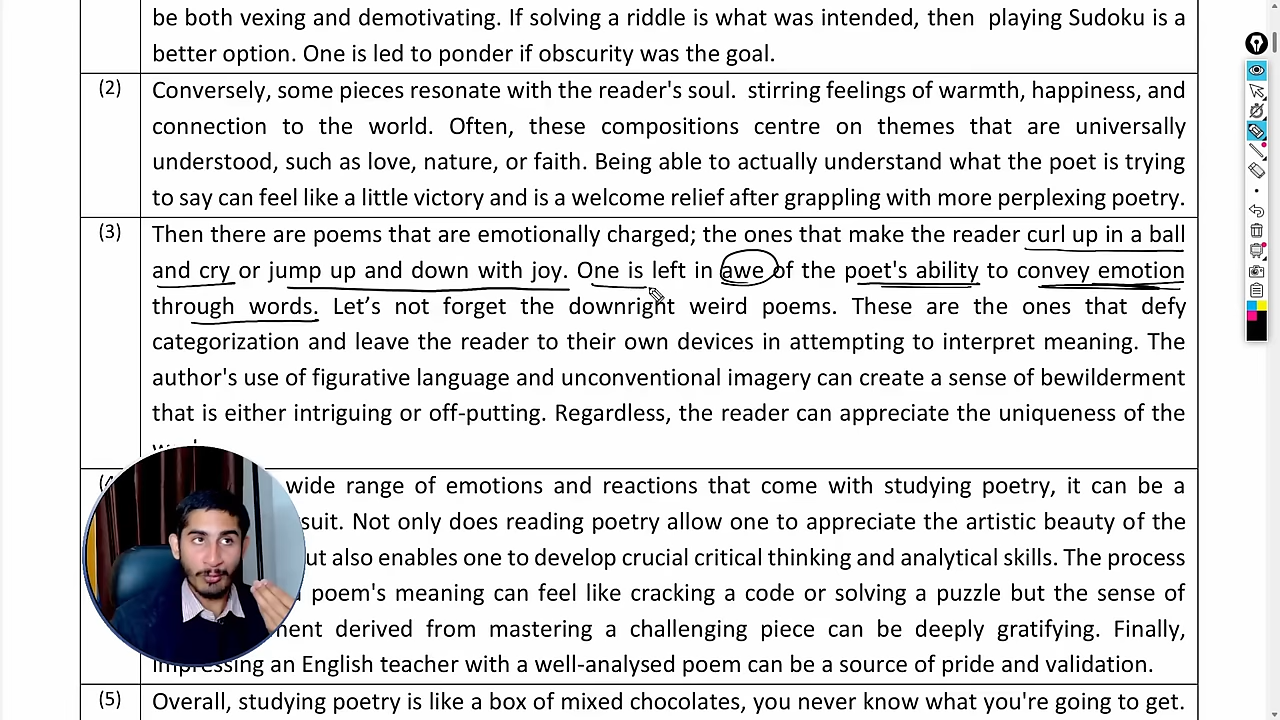 be both vexing and demotivating. If solving a riddle is what was intended, then playing Sudoku is a
better option. One is led to ponder if obscurity was the goal.
(2) Conversely, some pieces resonate with the reader's soul. stirring feelings of warmth, happiness, and
connection to the world. Often, these compositions centre on themes that are universally
understood, such as love, nature, or faith. Being able to actually understand what the poet is trying
to say can feel like a little victory and is a welcome relief after grappling with more perplexing poetry.
(3) Then there are poems that are emotionally charged; the ones that make the reader curl up in a ball
and cry or jump up and down with joy. One is left in awe of the poet's ability to convey emotion
through words. Let’s not forget the downright weird poems. These are the ones that defy
categorization and leave the reader to their own devices in attempting to interpret meaning. The
author's use of figurative language and unconventional imagery can create a sense of bewilderment
that is either intriguing or off-putting. Regardless, the reader can appreciate the uniqueness of the
wide range of emotions and reactions that come with studying poetry, it can be a
Not only does reading poetry allow one to appreciate the artistic beauty of the
also enables one to develop crucial critical thinking and analytical skills. The process
poem's meaning can feel like cracking a code or solving a puzzle but the sense of
derived from mastering a challenging piece can be deeply gratifying. Finally,
an English teacher with a well-analysed poem can be a source of pride and validation.
(5) Overall, studying poetry is like a box of mixed chocolates, you never know what you're going to get.